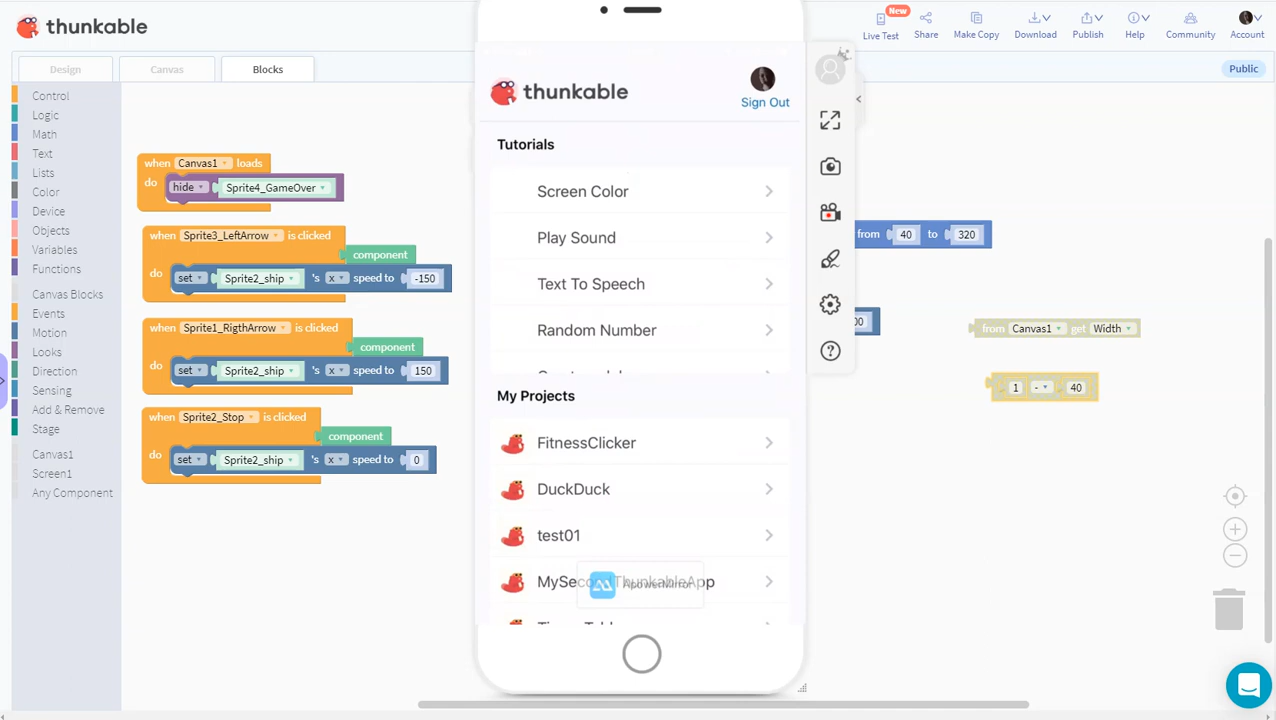 thunkable
New
Live Test
Share
Make Copy
Download
Publish
Help
Community
Account
Design
Canvas
Blocks
Public
Control
Logic
Math
Text
Lists
Color
Device
Objects
Variables
Functions
Canvas Blocks
Events
Motion
Looks
Direction
Sensing
Add & Remove
Stage
Canvas1
Screen1
Any Component
when Canvas1 loads
do hide Sprite4_GameOver
when Sprite3_LeftArrow is clicked
component
do set Sprite2_ship 's x speed to -150
when Sprite1_RigthArrow is clicked
component
do set Sprite2_ship 's x speed to 150
when Sprite2_Stop is clicked
component
do set Sprite2_ship 's x speed to 0
thunkable
Sign Out
Tutorials
Screen Color
Play Sound
Text To Speech
Random Number
My Projects
FitnessClicker
DuckDuck
test01
MySecondThunkableApp
ApowerMirror
from 40 to 320
00
from Canvas1 get Width
1 - 40